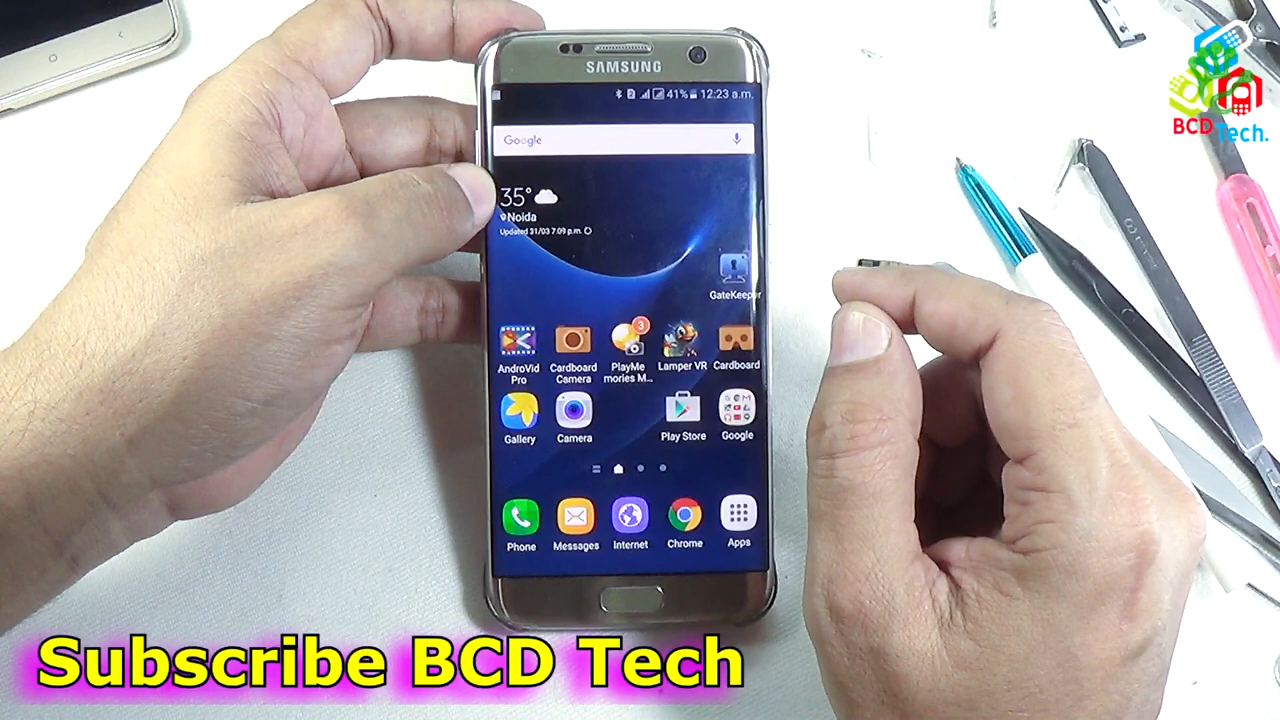 SAMSUNG
41% 12:23 a.m.
Google
35°
Noida
Updated 31/03 7:09 p.m.
GateKeeper
AndroVid Pro
Cardboard Camera
PlayMe mories M...
3
Lamper VR
Cardboard
Gallery
Camera
Play Store
Google
Phone
Messages
Internet
Chrome
Apps
BCD Tech.
Subscribe BCD Tech